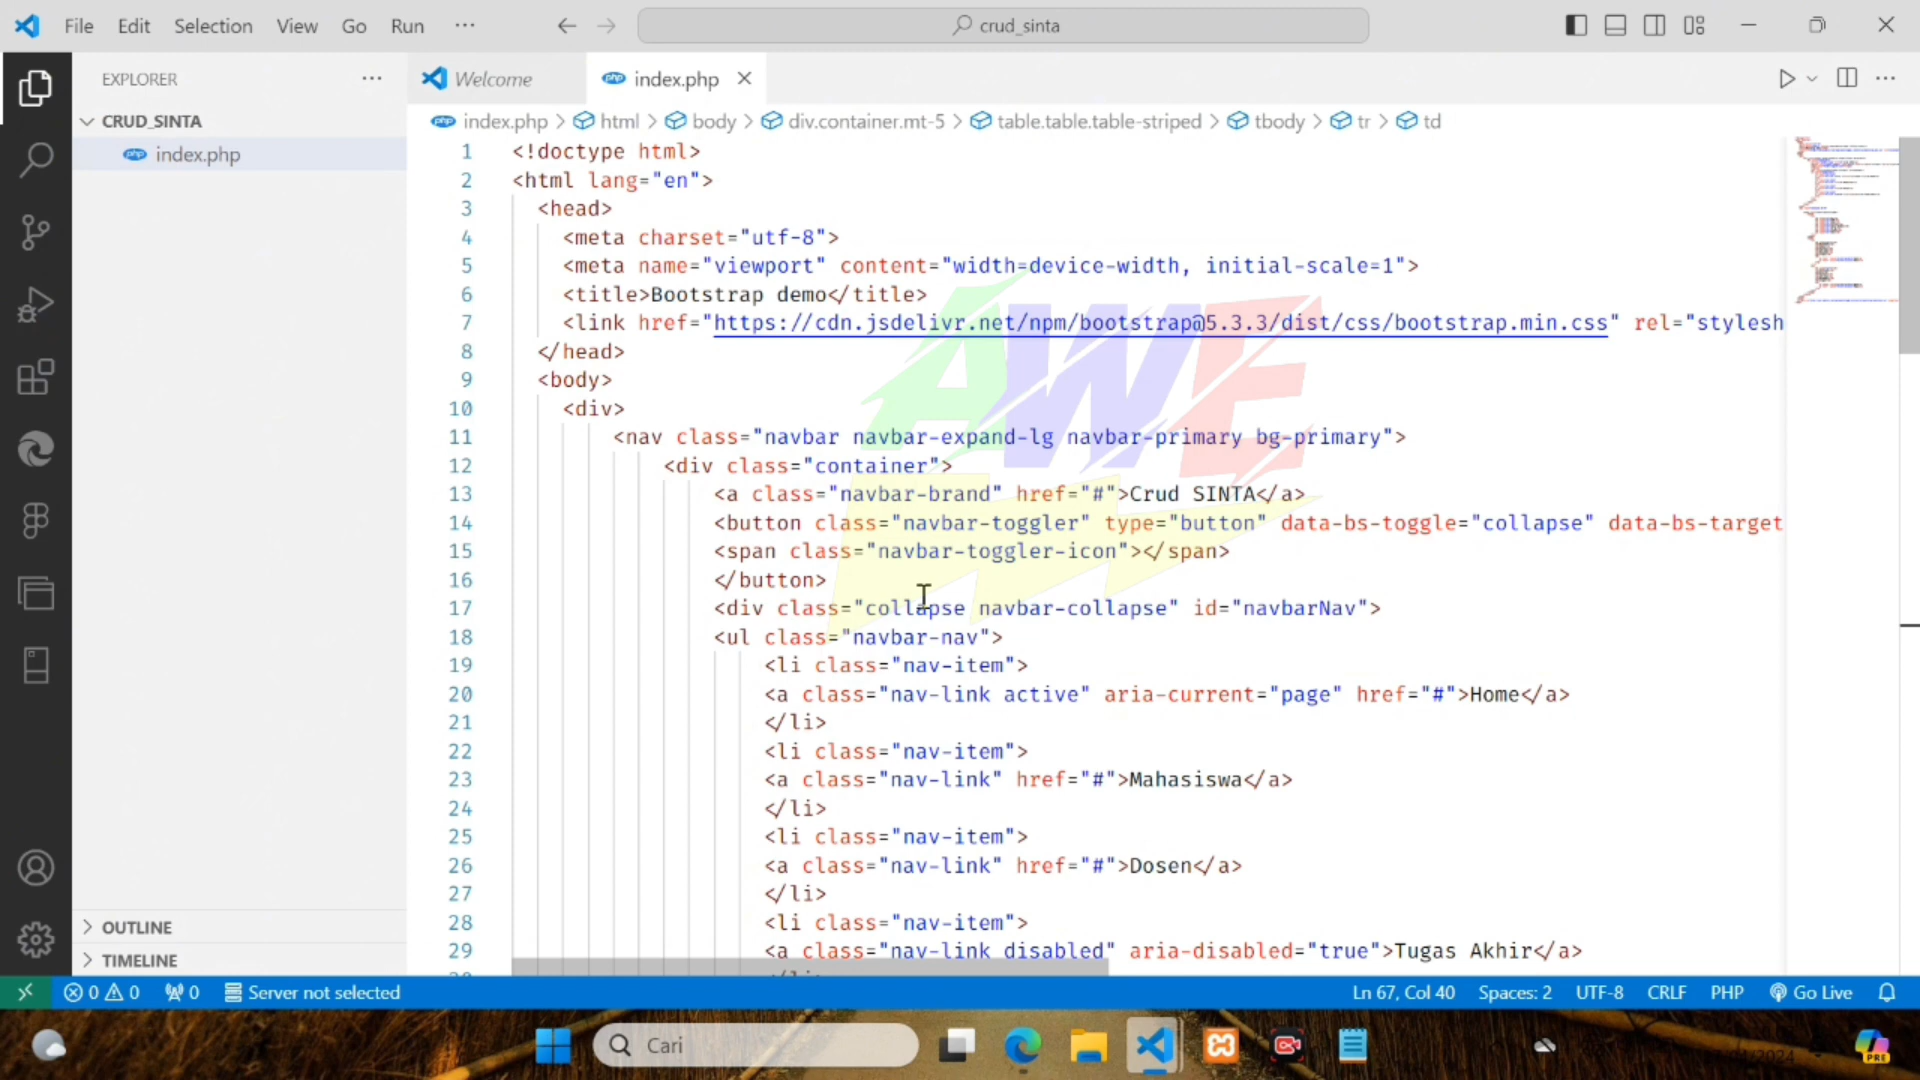 File Edit Selection View Go Run ... crud_sinta
EXPLORER ...
Welcome index.php
CRUD_SINTA
index.php
index.php > html > body > div.container.mt-5 > table.table.table-striped > tbody > tr > td
1 <!doctype html>
2 <html lang="en">
3 <head>
4 <meta charset="utf-8">
5 <meta name="viewport" content="width=device-width, initial-scale=1">
6 <title>Bootstrap demo</title>
7 <link href="https://cdn.jsdelivr.net/npm/bootstrap@5.3.3/dist/css/bootstrap.min.css" rel="stylesh
8 </head>
9 <body>
10 <div>
11 <nav class="navbar navbar-expand-lg navbar-primary bg-primary">
12 <div class="container">
13 <a class="navbar-brand" href="#">Crud SINTA</a>
14 <button class="navbar-toggler" type="button" data-bs-toggle="collapse" data-bs-target
15 <span class="navbar-toggler-icon"></span>
16 </button>
17 <div class="collapse navbar-collapse" id="navbarNav">
18 <ul class="navbar-nav">
19 <li class="nav-item">
20 <a class="nav-link active" aria-current="page" href="#">Home</a>
21 </li>
22 <li class="nav-item">
23 <a class="nav-link" href="#">Mahasiswa</a>
24 </li>
25 <li class="nav-item">
26 <a class="nav-link" href="#">Dosen</a>
27 </li>
28 <li class="nav-item">
29 <a class="nav-link disabled" aria-disabled="true">Tugas Akhir</a>
AWE
OUTLINE
TIMELINE
0 0 0 Server not selected Ln 67, Col 40 Spaces: 2 UTF-8 CRLF PHP Go Live
Cari
PRE